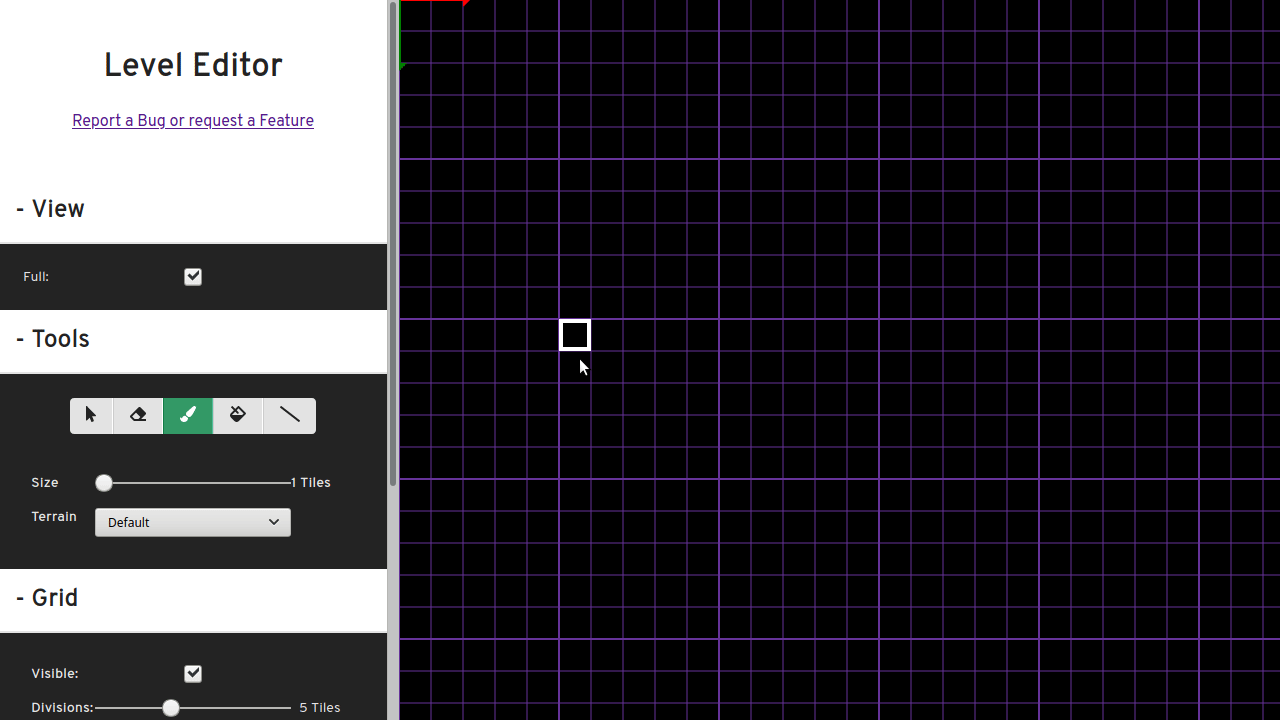 Level Editor
Report a Bug or request a Feature
- View
Full:
- Tools
Size
1 Tiles
Terrain
Default
- Grid
Visible:
Divisions:
5 Tiles